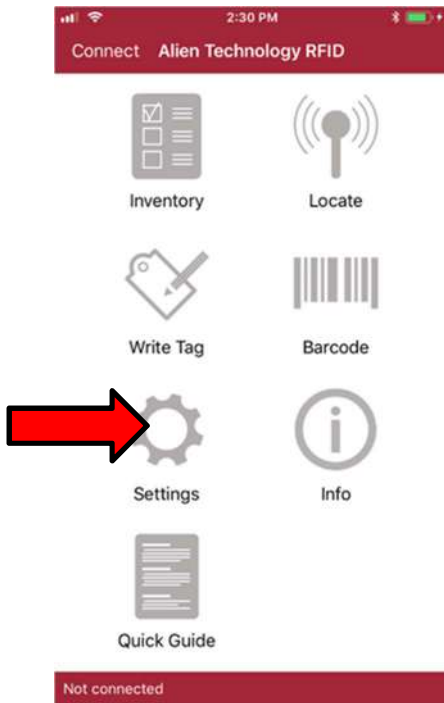 2:30 PM
Connect Alien Technology RFID
Inventory Locate
Write Tag Barcode
Settings Info
Quick Guide
Not connected